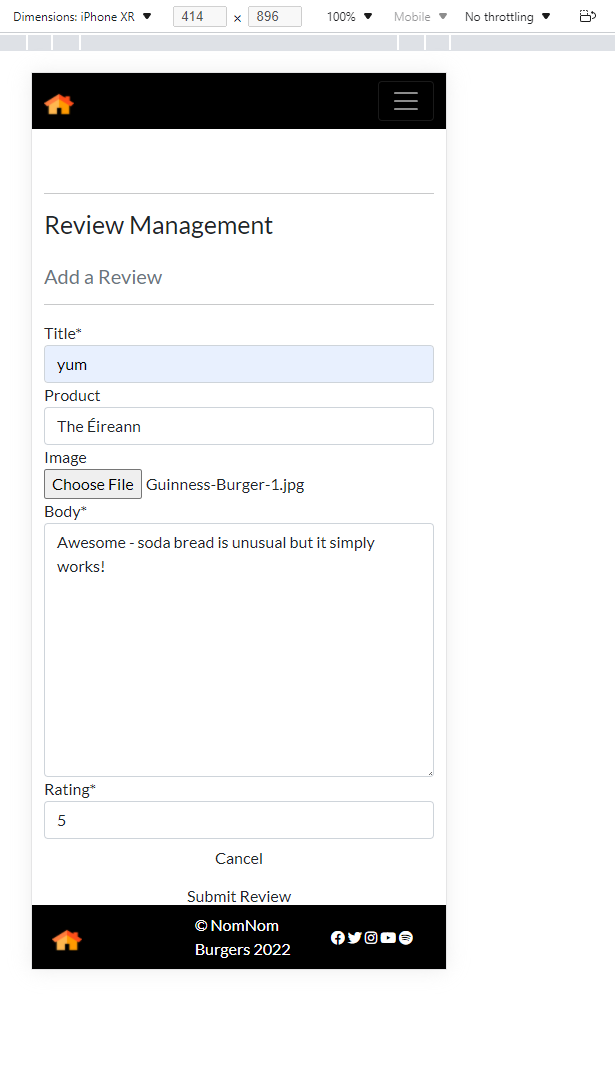 Dimensions: iPhone XR
414 × 896
100%
Mobile
No throttling
Review Management
Add a Review
Title*
yum
Product
The Éireann
Image
Choose File Guinness-Burger-1.jpg
Body*
Awesome - soda bread is unusual but it simply
works!
Rating*
5
Cancel
Submit Review
© NomNom
Burgers 2022